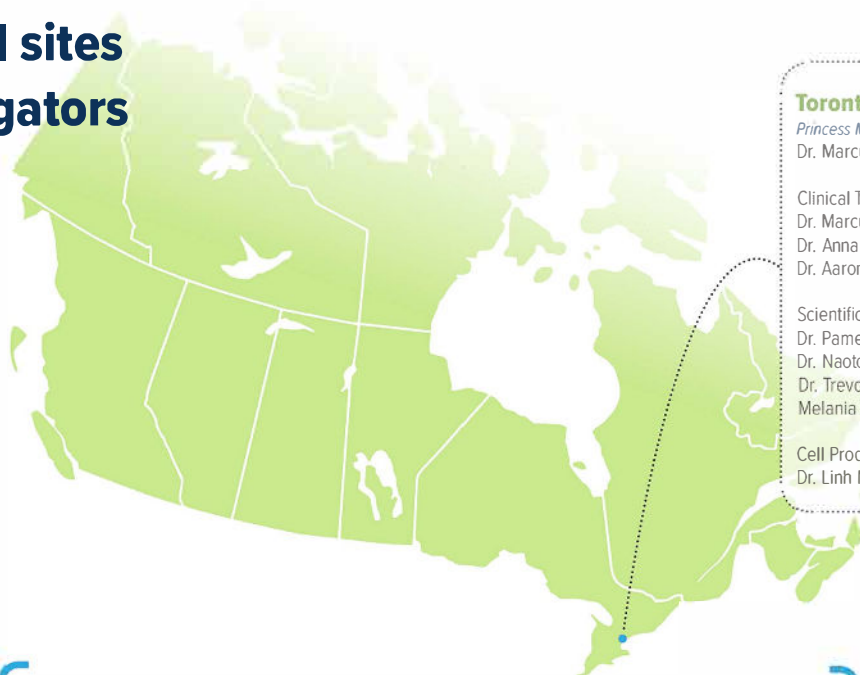 sites
gators
Toront
Princess M
Dr. Marcu
Clinical T
Dr. Marcu
Dr. Anna
Dr. Aaron
Scientific
Dr. Pame
Dr. Naoto
Dr. Trevo
Melania
Cell Prod
Dr. Linh